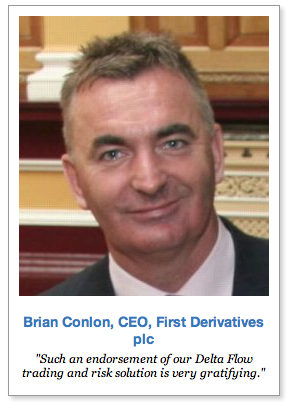 Brian Conlon, CEO, First Derivatives
plc
"Such an endorsement of our Delta Flow
trading and risk solution is very gratifying."